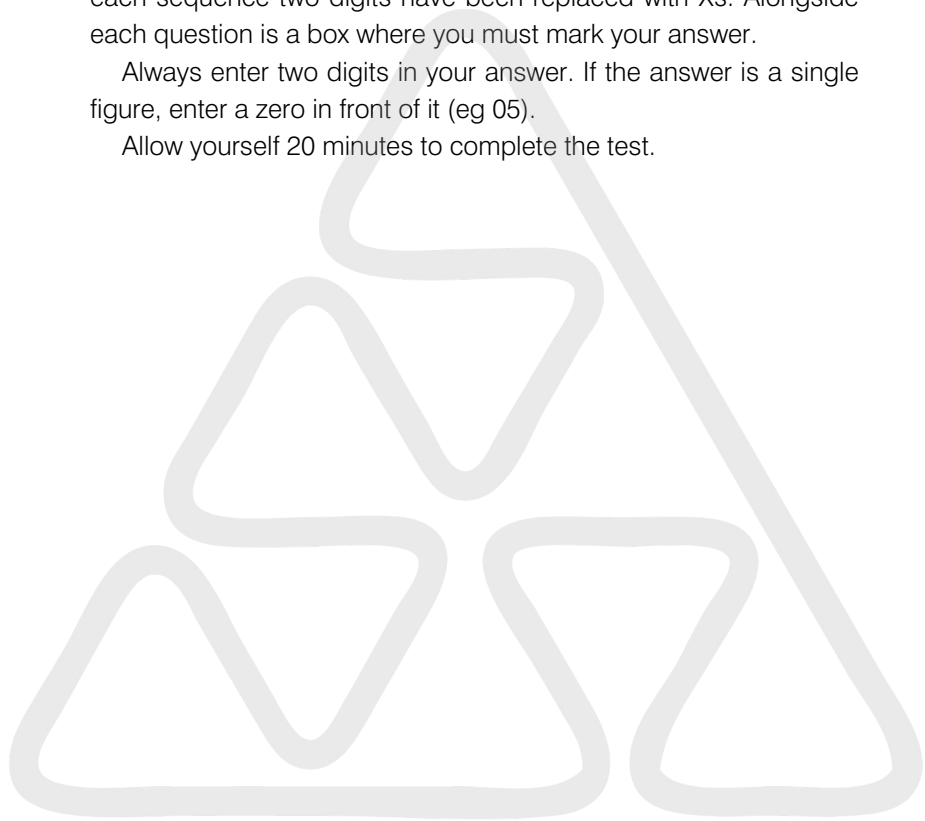 each sequence two digits have been replaced with Xs. Alongside
each question is a box where you must mark your answer.
Always enter two digits in your answer. If the answer is a single
figure, enter a zero in front of it (eg 05).
Allow yourself 20 minutes to complete the test.